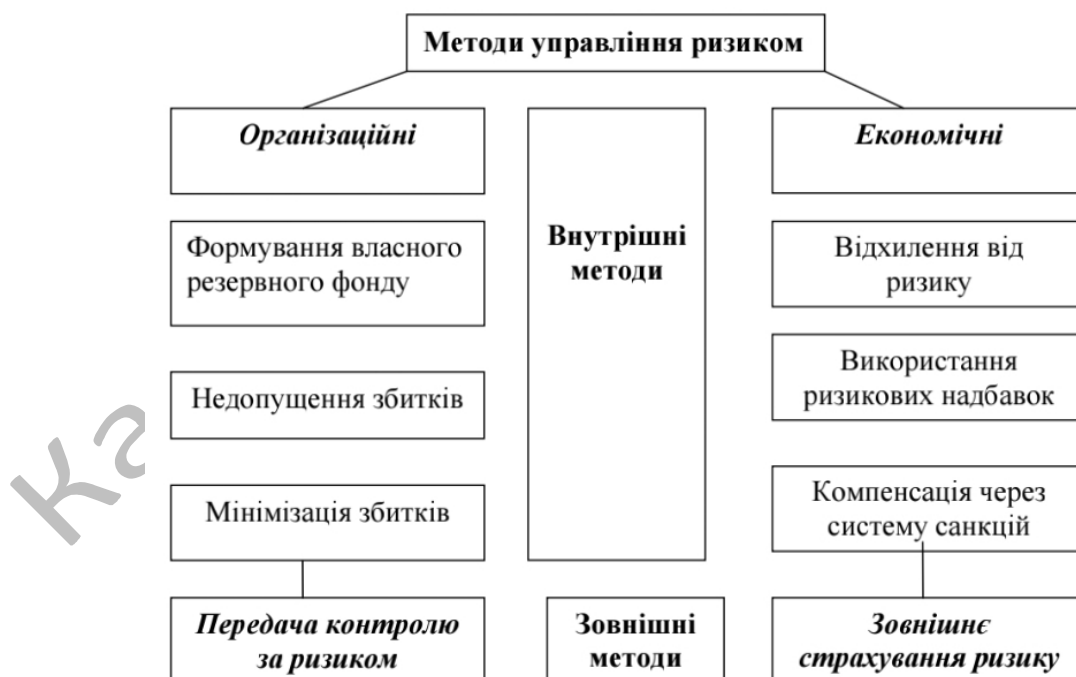 Методи управління ризиком
Організаційні
Економічні
Внутрішні
методи
Формування власного
резервного фонду
Відхилення від
ризику
Недопущення збитків
Використання
ризикових надбавок
Мінімізація збитків
Компенсація через
систему санкцій
Передача контролю
за ризиком
Зовнішні
методи
Зовнішнє
страхування ризику